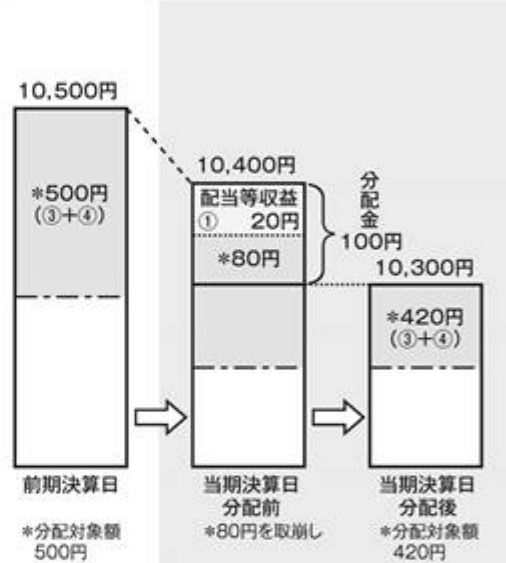 10,500円
*500円
(③+④)
前期決算日
*分配対象額
500円
10,400円
配当等収益
① 20円
*80円
分配金
100円
当期決算日
分配前
*80円を取崩し
10,300円
*420円
(③+④)
当期決算日
分配後
*分配対象額
420円